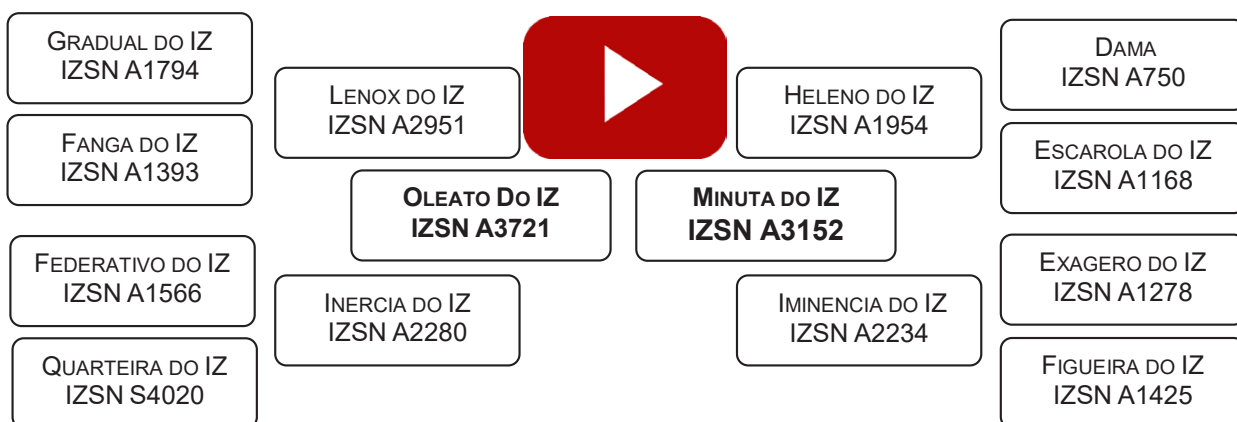 GRADUAL DO IZ
IZSN A1794
FANGA DO IZ
IZSN A1393
FEDERATIVO DO IZ
IZSN A1566
QUARTEIRA DO IZ
IZSN S4020
LENOX DO IZ
IZSN A2951
INERCIA DO IZ
IZSN A2280
OLEATO DO IZ
IZSN A3721
MINUTA DO IZ
IZSN A3152
HELENO DO IZ
IZSN A1954
IMINENCIA DO IZ
IZSN A2234
DAMA
IZSN A750
ESCAROLA DO IZ
IZSN A1168
EXAGERO DO IZ
IZSN A1278
FIGUEIRA DO IZ
IZSN A1425